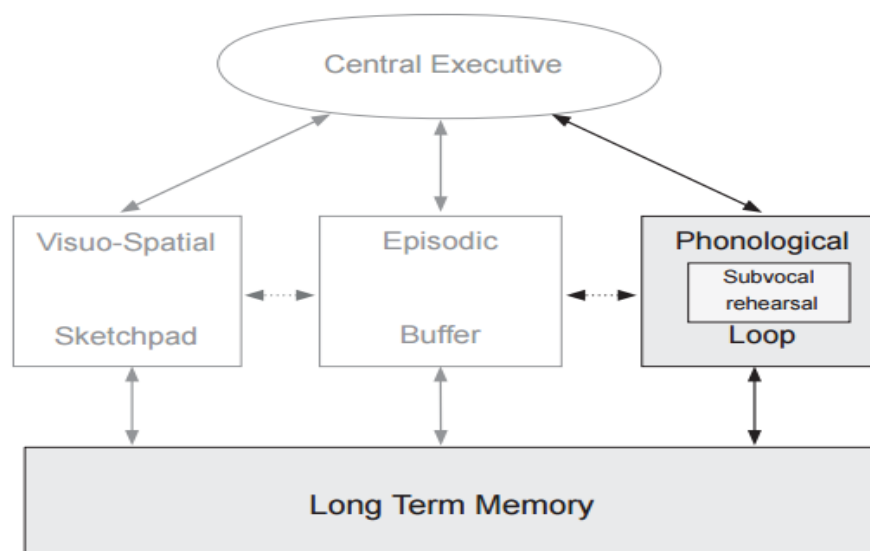 Central Executive
Visuo-Spatial
Sketchpad
Episodic
Buffer
Phonological
Subvocal
rehearsal
Loop
Long Term Memory